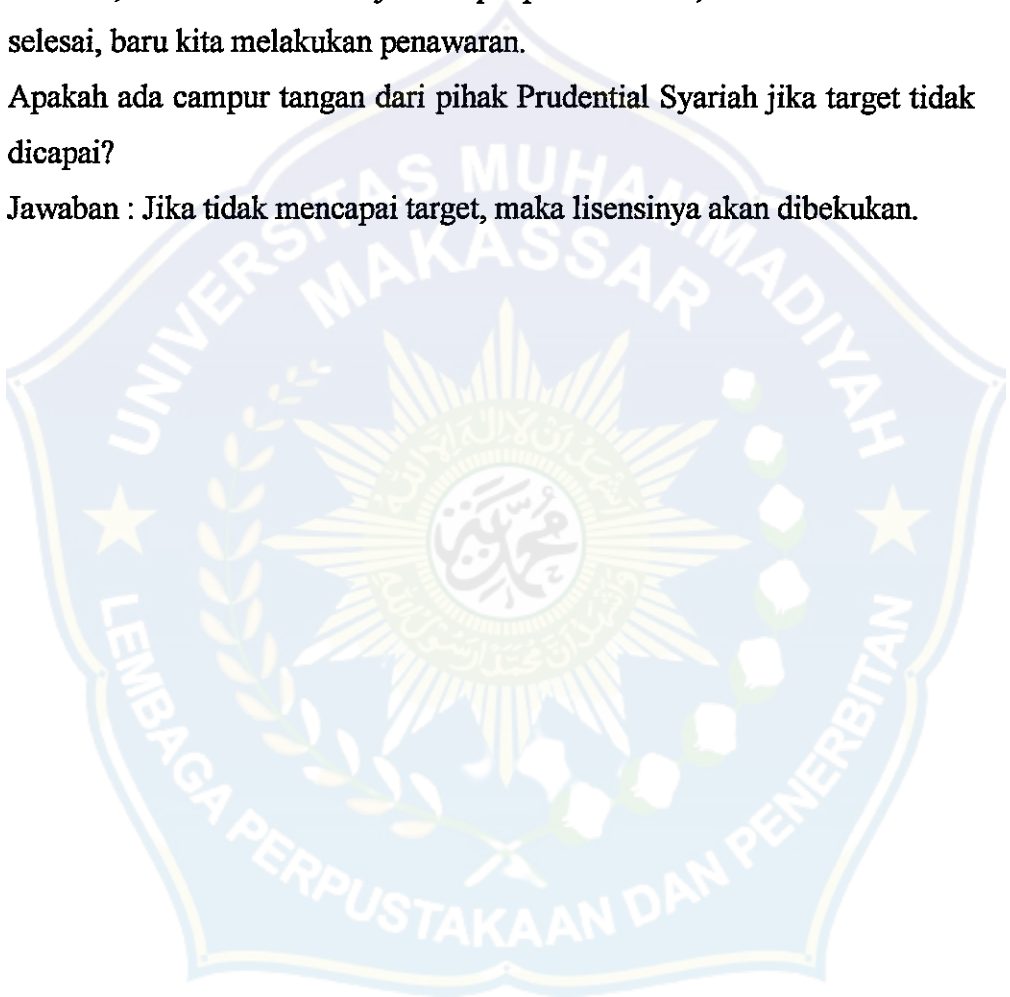 selesai, baru kita melakukan penawaran.
Apakah ada campur tangan dari pihak Prudential Syariah jika target tidak
dicapai?
Jawaban : Jika tidak mencapai target, maka lisensinya akan dibekukan.
UNIVERSITAS MUHAMMADIYAH
MAKASSAR
LEMBAGA PERPUSTAKAAN DAN PENERBITAN